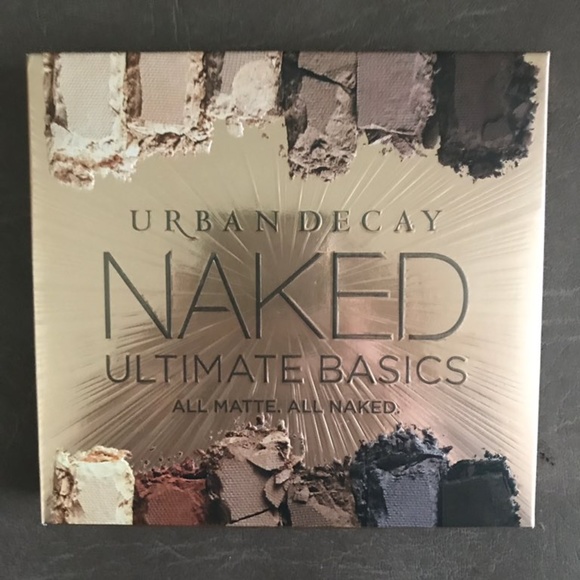 URBAN DECAY
NAKED
ULTIMATE BASICS
ALL MATTE. ALL NAKED.